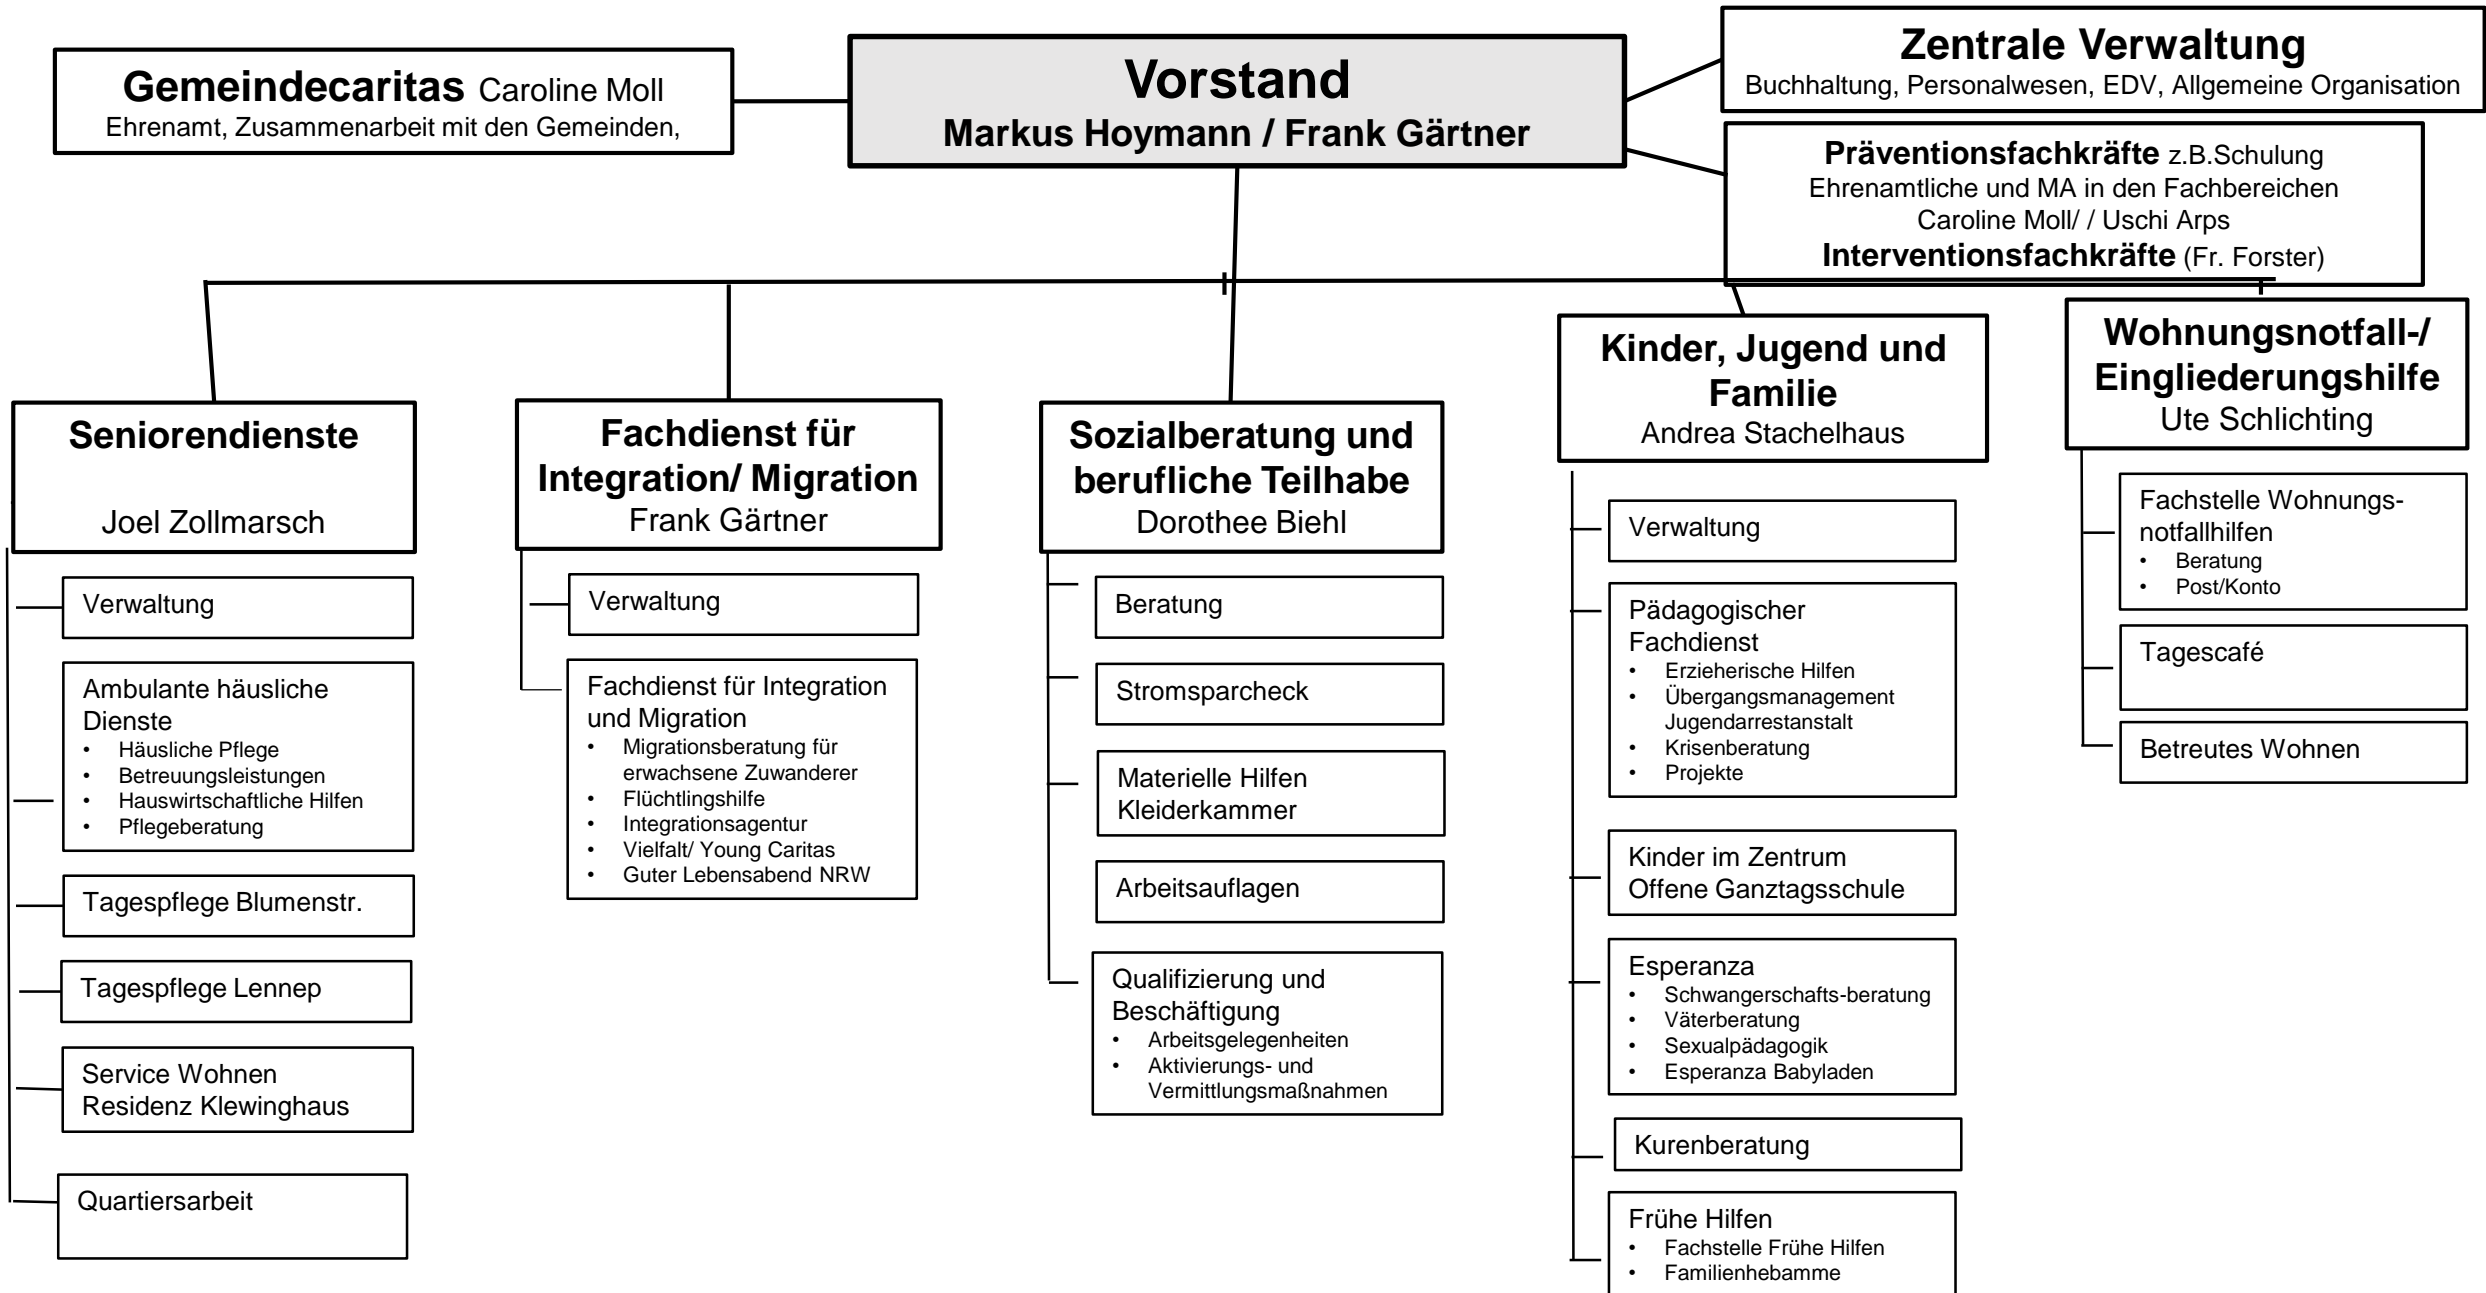 Gemeindecaritas Caroline Moll
Ehrenamt, Zusammenarbeit mit den Gemeinden,
Vorstand
Markus Hoymann / Frank Gärtner
Zentrale Verwaltung
Buchhaltung, Personalwesen, EDV, Allgemeine Organisation
Präventionsfachkräfte z.B.Schulung
Ehrenamtliche und MA in den Fachbereichen
Caroline Moll/ / Uschi Arps
Interventionsfachkräfte (Fr. Forster)
Seniorendienste
Joel Zollmarsch
Verwaltung
Ambulante häusliche
Dienste
• Häusliche Pflege
• Betreuungsleistungen
• Hauswirtschaftliche Hilfen
• Pflegeberatung
Tagespflege Blumenstr.
Tagespflege Lennep
Service Wohnen
Residenz Klewinghaus
Quartiersarbeit
Fachdienst für
Integration/ Migration
Frank Gärtner
Verwaltung
Fachdienst für Integration
und Migration
• Migrationsberatung für
erwachsene Zuwanderer
• Flüchtlingshilfe
• Integrationsagentur
• Vielfalt/ Young Caritas
• Guter Lebensabend NRW
Sozialberatung und
berufliche Teilhabe
Dorothee Biehl
Beratung
Stromsparcheck
Materielle Hilfen
Kleiderkammer
Arbeitsauflagen
Qualifizierung und
Beschäftigung
• Arbeitsgelegenheiten
• Aktivierungs- und
Vermittlungsmaßnahmen
Kinder, Jugend und
Familie
Andrea Stachelhaus
Verwaltung
Pädagogischer
Fachdienst
• Erzieherische Hilfen
• Übergangsmanagement
Jugendarrestanstalt
• Krisenberatung
• Projekte
Kinder im Zentrum
Offene Ganztagsschule
Esperanza
• Schwangerschafts-beratung
• Väterberatung
• Sexualpädagogik
• Esperanza Babyladen
Kurenberatung
Frühe Hilfen
• Fachstelle Frühe Hilfen
• Familienhebamme
Wohnungsnotfall-/
Eingliederungshilfe
Ute Schlichting
Fachstelle Wohnungs-
notfallhilfen
• Beratung
• Post/Konto
Tagescafé
Betreutes Wohnen